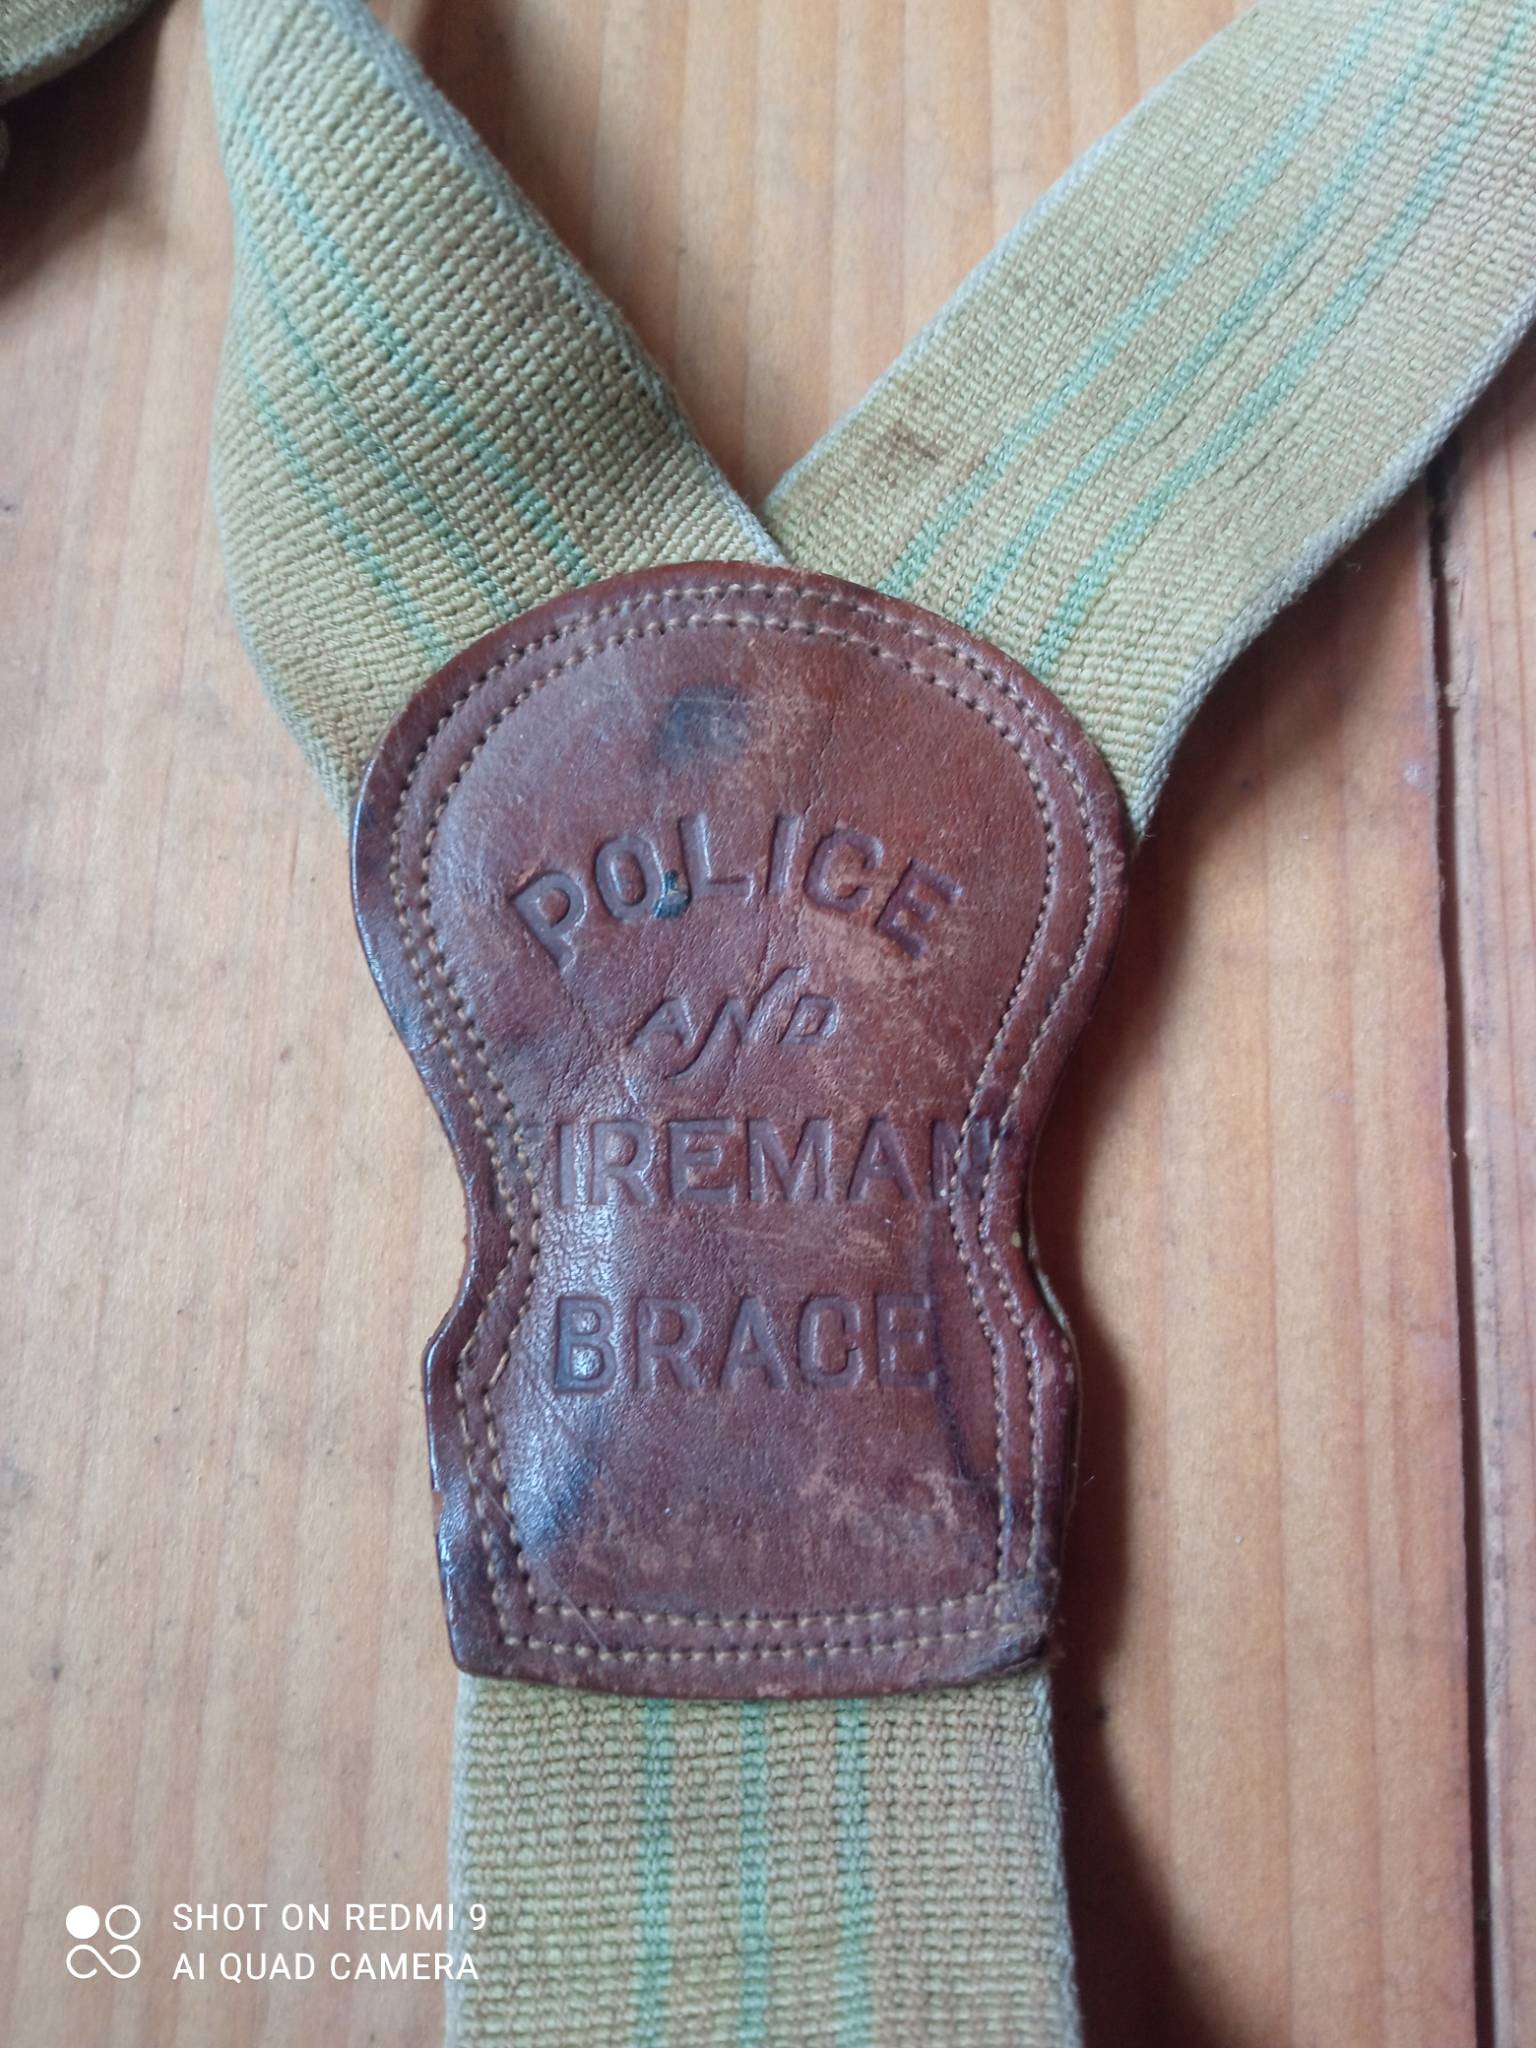 POLICE
AND
FIREMAN
BRACE
SHOT ON REDMI 9
AI QUAD CAMERA